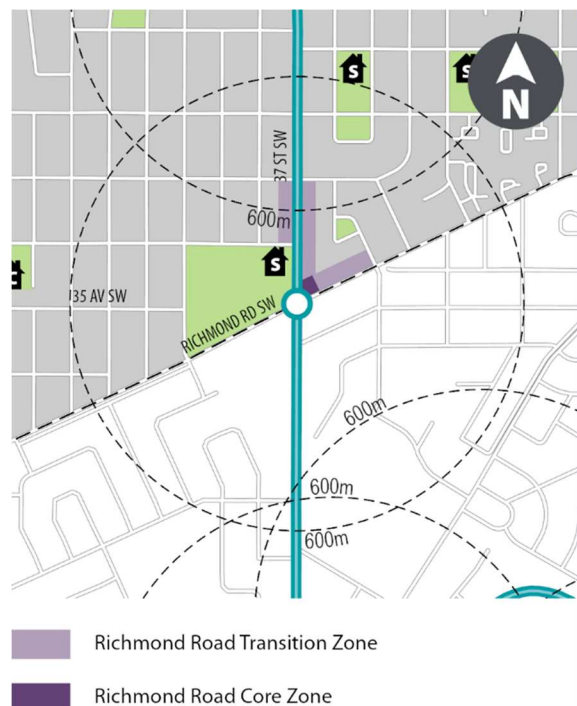 S
S
N
37 ST SW
600m
S
C
35 AV SW
RICHMOND RD SW
600m
600m
600m
Richmond Road Transition Zone
Richmond Road Core Zone